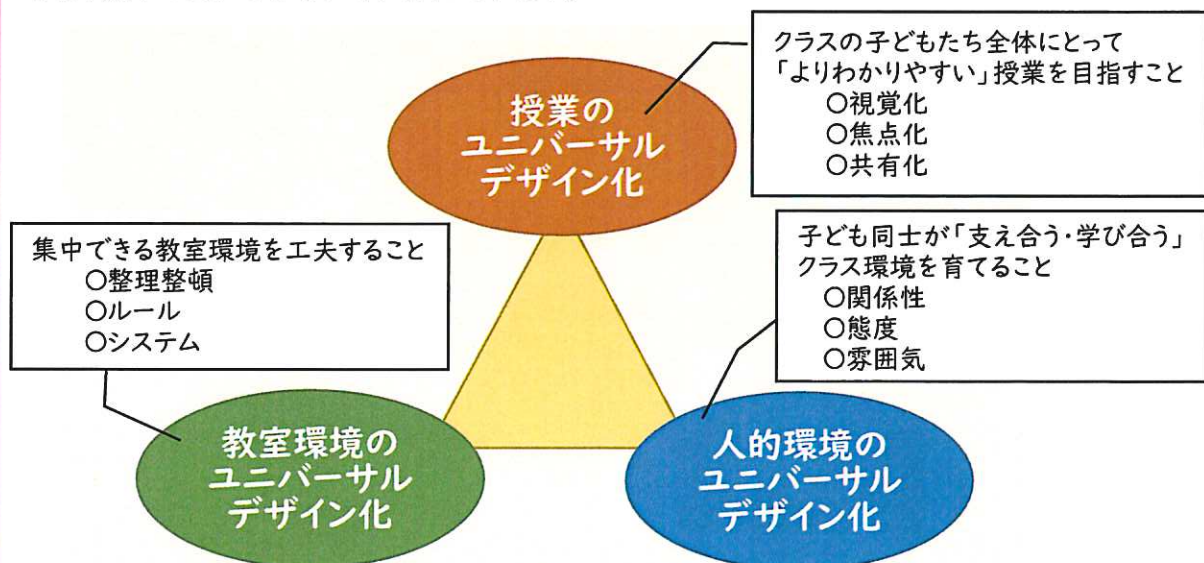 クラスの子どもたち全体にとって
「よりわかりやすい」授業を目指すこと
○視覚化
○焦点化
○共有化
授業の
ユニバーサル
デザイン化
集中できる教室環境を工夫すること
○整理整頓
○ルール
○システム
子ども同士が「支え合う・学び合う」
クラス環境を育てること
○関係性
○態度
○雰囲気
教室環境の
ユニバーサル
デザイン化
人的環境の
ユニバーサル
デザイン化